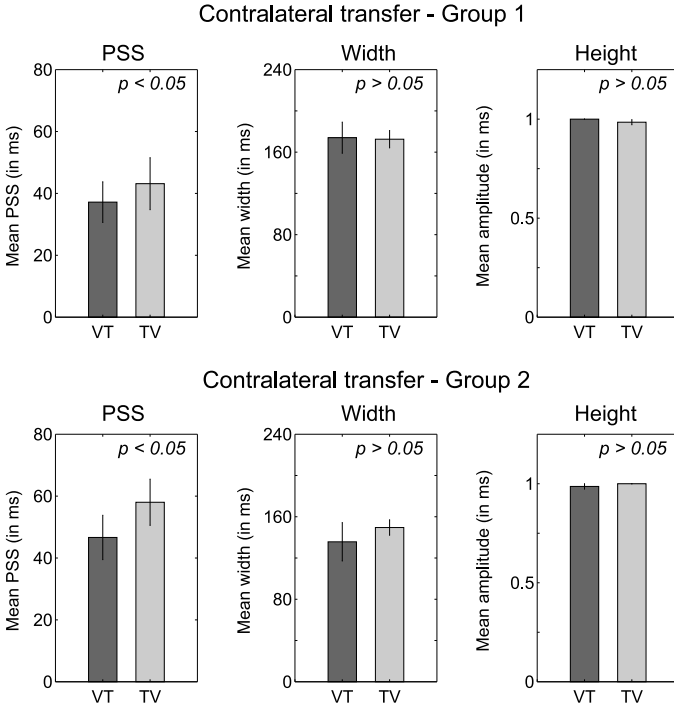 Contralateral transfer - Group 1
PSS
Width
Height
80
60
40
20
0
Mean PSS (in ms)
p < 0.05
VT TV
240
160
80
0
Mean width (in ms)
p > 0.05
VT TV
1
0.5
0
Mean amplitude (in ms)
p > 0.05
VT TV
Contralateral transfer - Group 2
PSS
Width
Height
80
60
40
20
0
Mean PSS (in ms)
p < 0.05
VT TV
240
160
80
0
Mean width (in ms)
p > 0.05
VT TV
1
0.5
0
Mean amplitude (in ms)
p > 0.05
VT TV